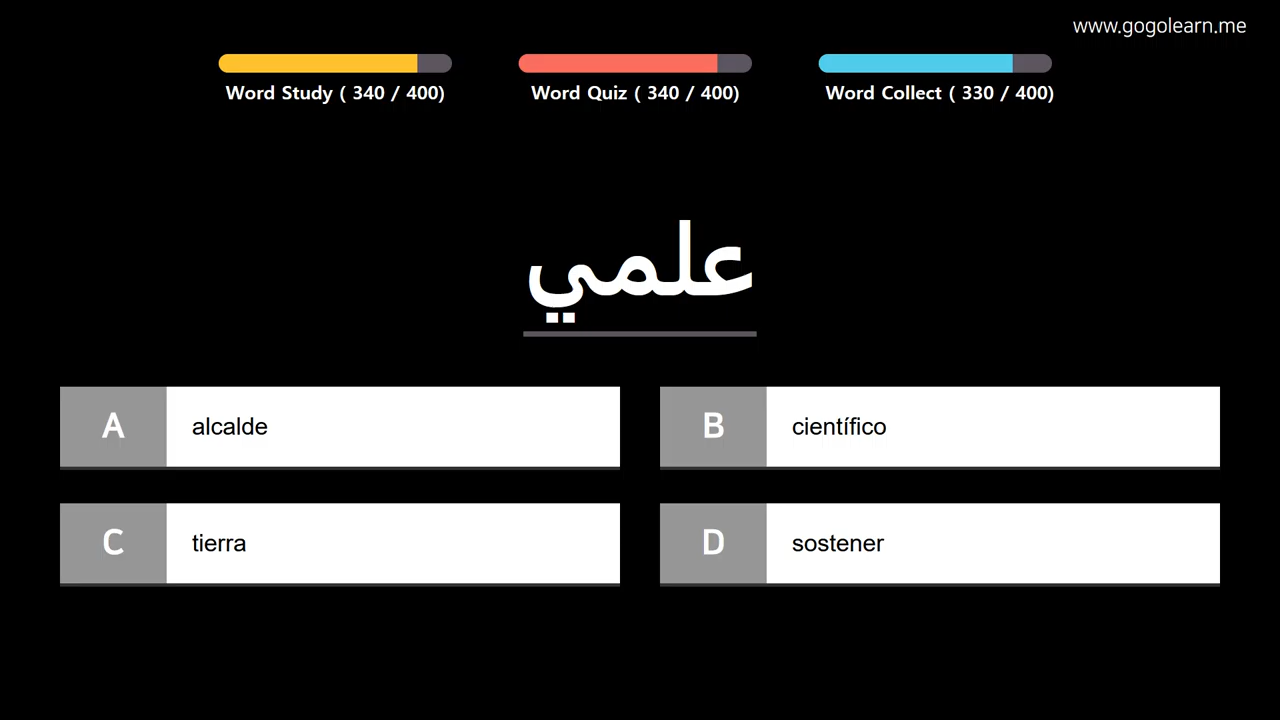 www.gogolearn.me
Word Study ( 340 / 400)
Word Quiz ( 340 / 400)
Word Collect ( 330 / 400)
علمي
A alcalde
B científico
C tierra
D sostener